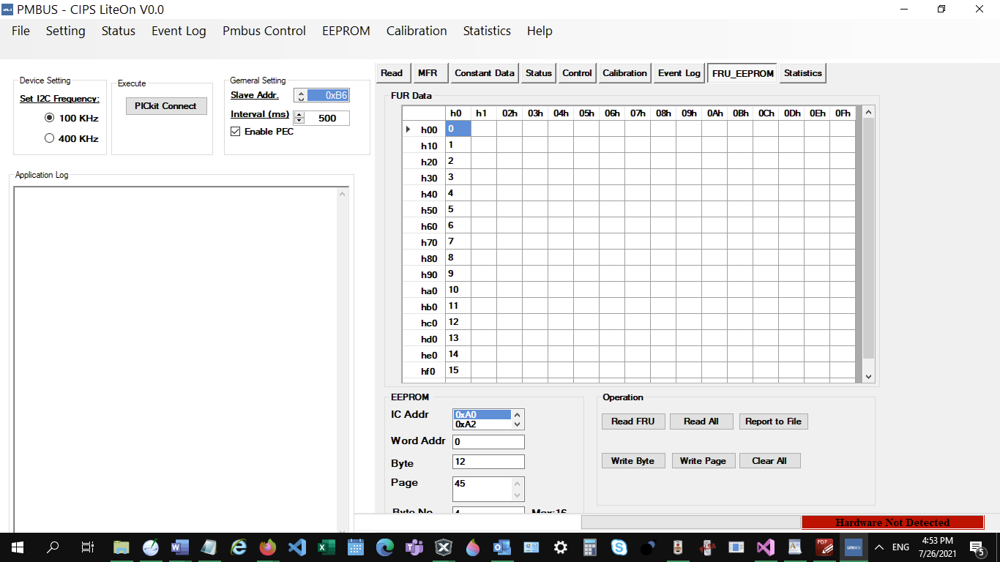 PMBUS - CIPS LiteOn V0.0
File Setting Status Event Log Pmbus Control EEPROM Calibration Statistics Help
Device Setting
Set I2C Frequency:
100 KHz
400 KHz
Execute
PICkit Connect
Gemeral Setting
Slave Addr. 0xB6
Interval (ms) 500
Enable PEC
Application Log
Read MFR Constant Data Status Control Calibration Event Log FRU_EEPROM Statistics
FUR Data
h0 h1 02h 03h 04h 05h 06h 07h 08h 09h 0Ah 0Bh 0Ch 0Dh 0Eh 0Fh
h00 0
h10 1
h20 2
h30 3
h40 4
h50 5
h60 6
h70 7
h80 8
h90 9
ha0 10
hb0 11
hc0 12
hd0 13
he0 14
hf0 15
EEPROM
IC Addr 0xA0
0xA2
Word Addr 0
Byte 12
Page 45
Byte No 4 Max:16
Operation
Read FRU Read All Report to File
Write Byte Write Page Clear All
Hardware Not Detected
ENG
4:53 PM
7/26/2021
5